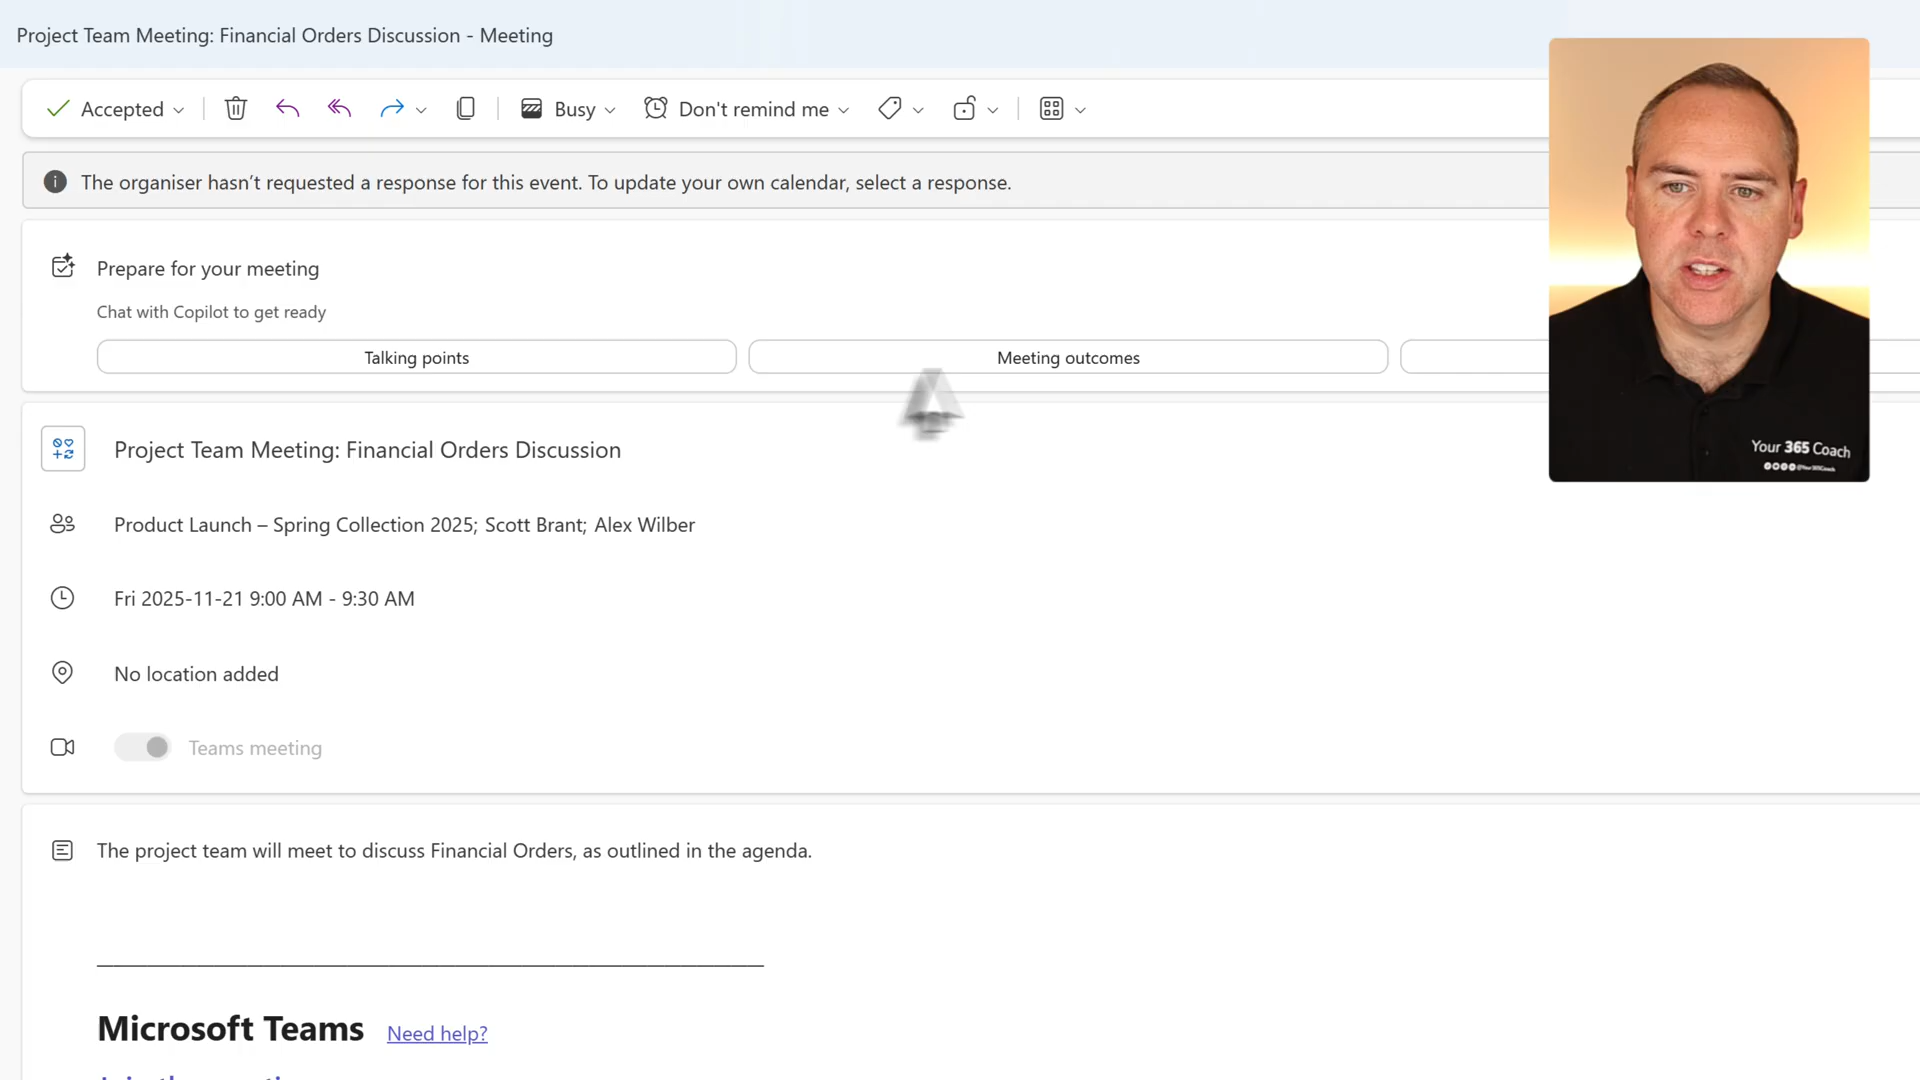 Project Team Meeting: Financial Orders Discussion - Meeting
Accepted
Busy
Don't remind me
The organiser hasn’t requested a response for this event. To update your own calendar, select a response.
Prepare for your meeting
Chat with Copilot to get ready
Talking points
Meeting outcomes
Your 365 Coach
Project Team Meeting: Financial Orders Discussion
Product Launch – Spring Collection 2025; Scott Brant; Alex Wilber
Fri 2025-11-21 9:00 AM - 9:30 AM
No location added
Teams meeting
The project team will meet to discuss Financial Orders, as outlined in the agenda.
Microsoft Teams Need help?